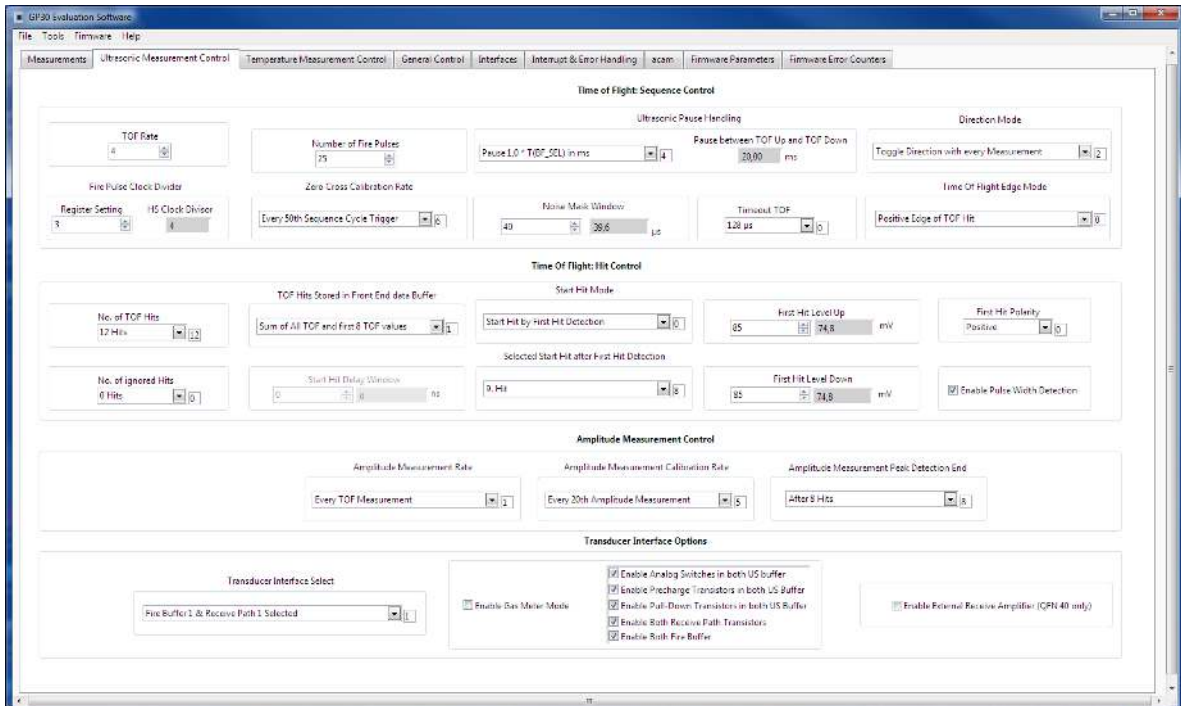 GP30 Evaluation Software
File Tools Firmware Help
Measurements Ultrasonic Measurement Control Temperature Measurement Control General Control Interfaces Interrupt & Error Handling acam Firmware Parameters Firmware Error Counters
Time of Flight: Sequence Control
TOF Rate
4
Number of Fire Pulses
25
Ultrasonic Pause Handling
Pause 1.0 * T(BF_SEL) in ms 4
Pause between TOF Up and TOF Down
20,00 ms
Direction Mode
Toggle Direction with every Measurement 2
Fire Pulse Clock Divider
Register Setting HS Clock Divisor
3 4
Zero Cross Calibration Rate
Every 50th Sequence Cycle Trigger 6
Noise Mask Window
40 39,6 µs
Timeout TOF
128 µs 0
Time Of Flight Edge Mode
Positive Edge of TOF Hit 0
Time Of Flight: Hit Control
No. of TOF Hits
12 Hits 12
TOF Hits Stored in Front End data Buffer
Sum of All TOF and first 8 TOF values 1
Start Hit Mode
Start Hit by First Hit Detection 0
First Hit Level Up
85 74,8 mV
First Hit Polarity
Positive 0
No. of ignored Hits
0 Hits 0
Start Hit Delay Window
0 0 ns
Selected Start Hit after First Hit Detection
9. Hit 8
First Hit Level Down
85 74,8 mV
Enable Pulse Width Detection
Amplitude Measurement Control
Amplitude Measurement Rate
Every TOF Measurement 1
Amplitude Measurement Calibration Rate
Every 20th Amplitude Measurement 5
Amplitude Measurement Peak Detection End
After 8 Hits 8
Transducer Interface Options
Transducer Interface Select
Fire Buffer 1 & Receive Path 1 Selected 1
Enable Gas Meter Mode
Enable Analog Switches in both US buffer
Enable Precharge Transistors in both US Buffer
Enable Pull-Down Transistors in both US Buffer
Enable Both Receive Path Transistors
Enable Both Fire Buffer
Enable External Receive Amplifier (QFN 40 only)